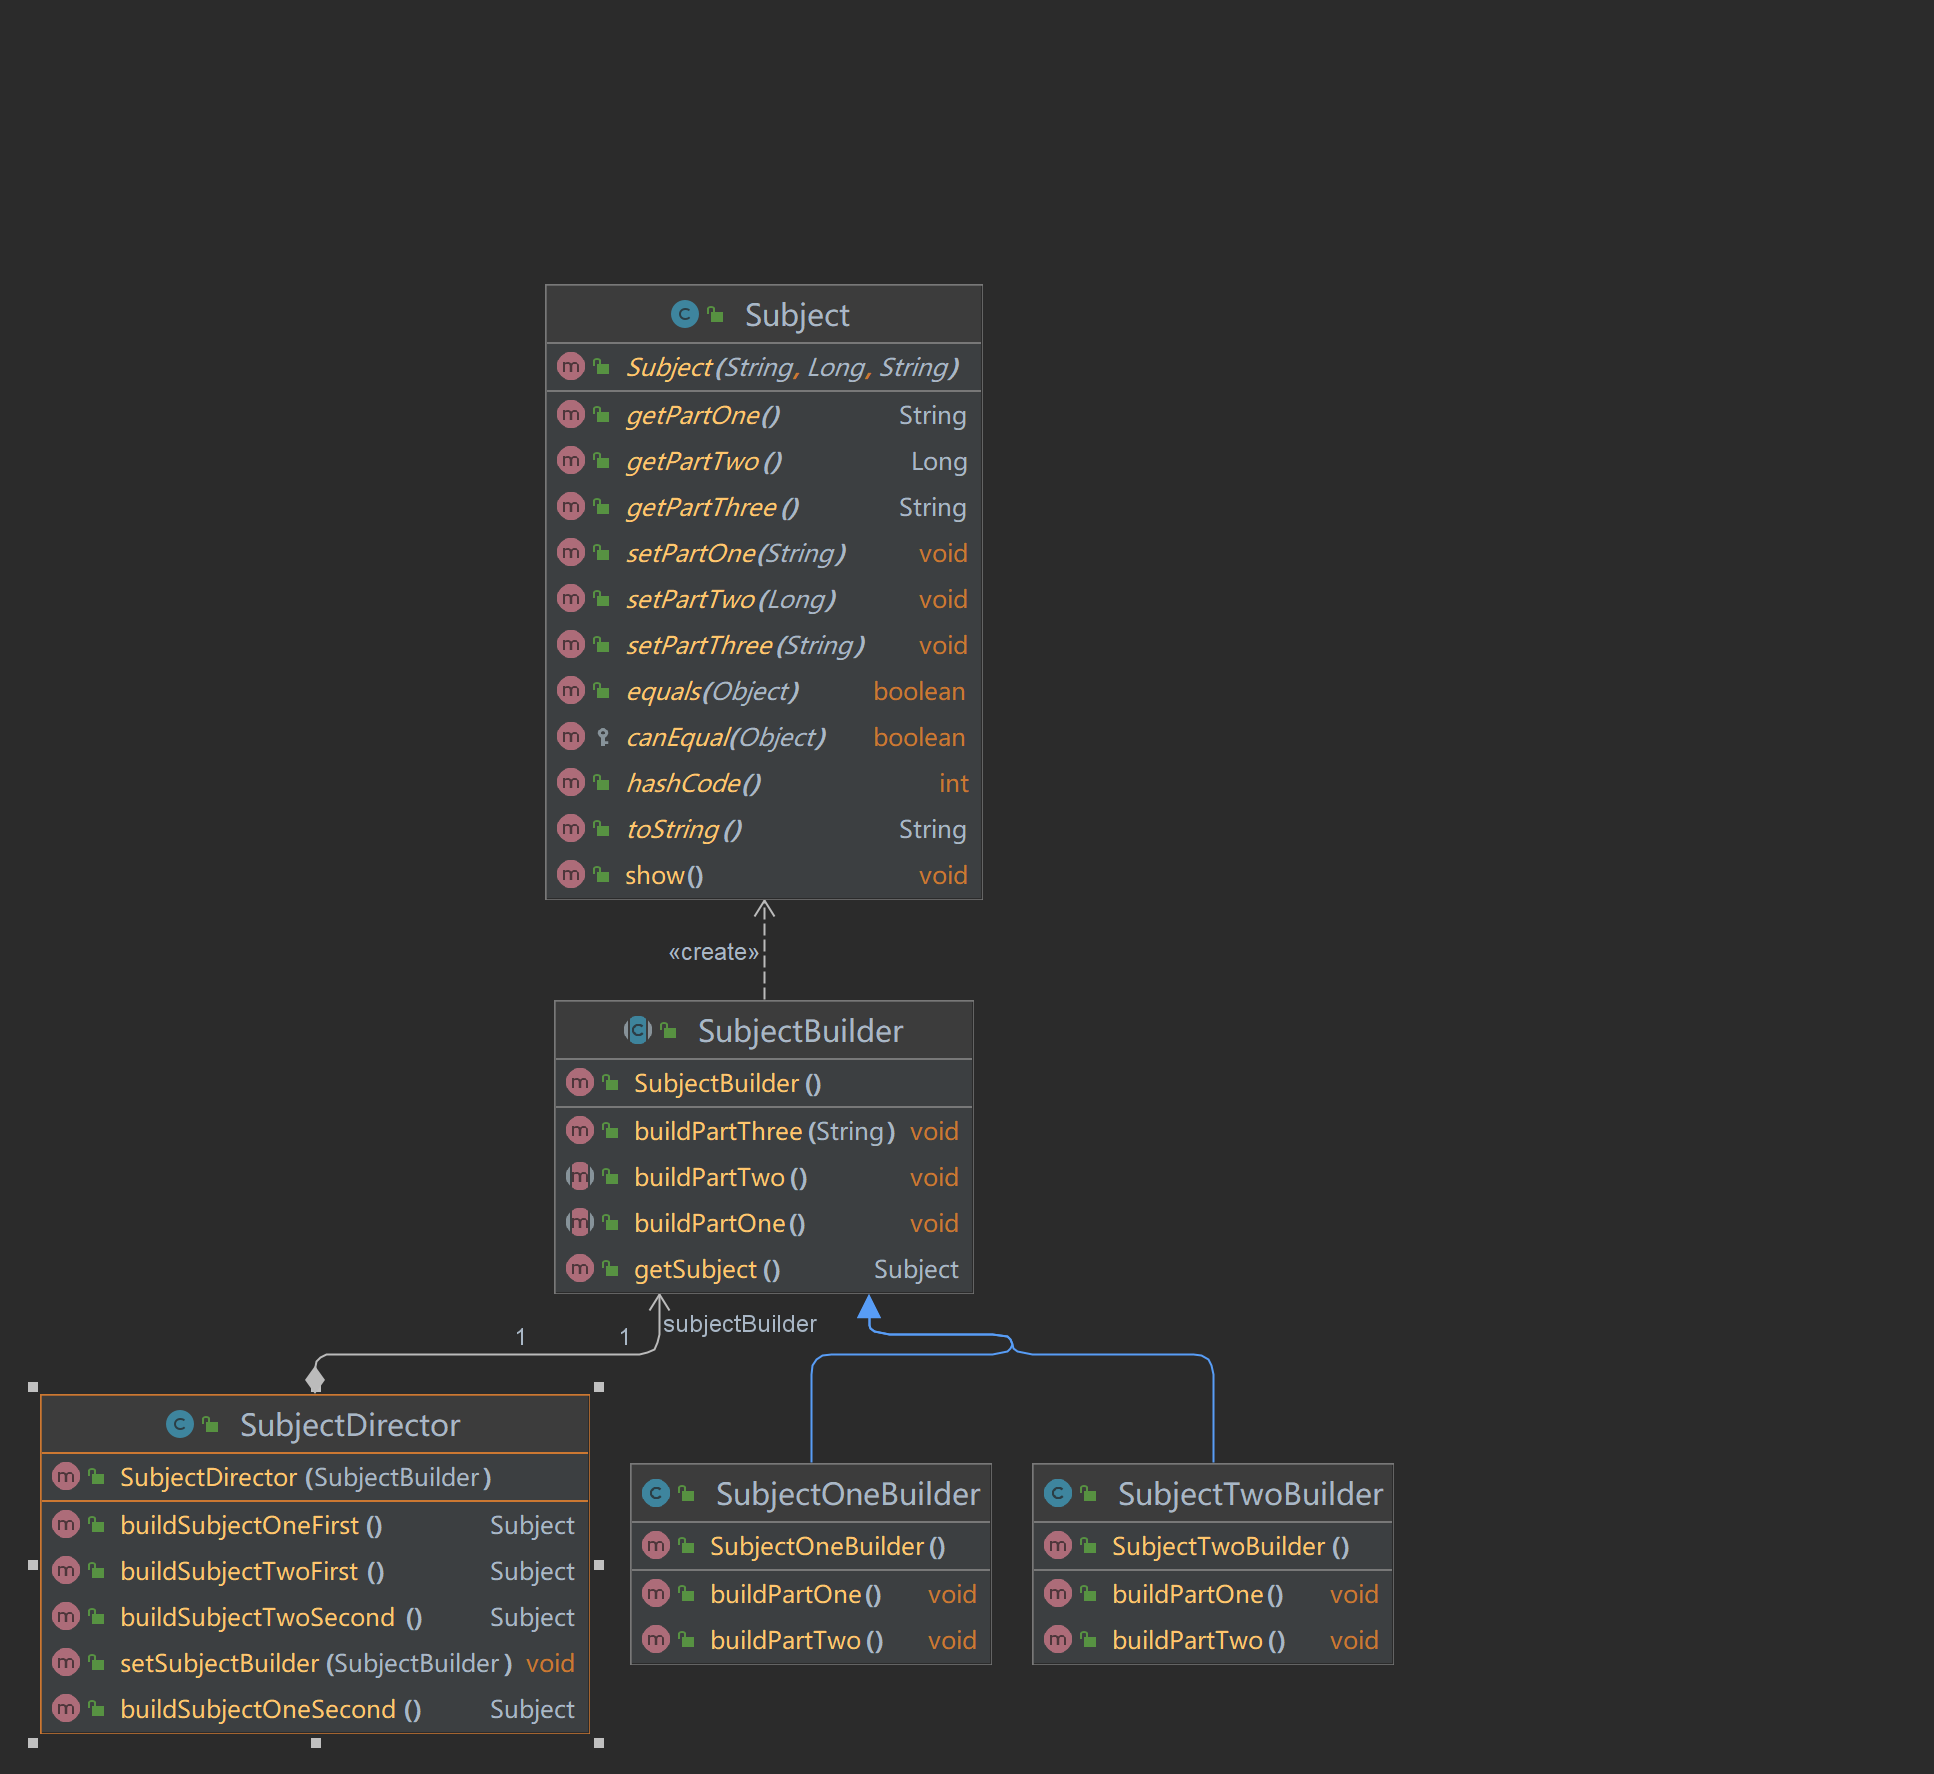 Subject
Subject(String, Long, String)
getPartOne() String
getPartTwo() Long
getPartThree() String
setPartOne(String) void
setPartTwo(Long) void
setPartThree(String) void
equals(Object) boolean
canEqual(Object) boolean
hashCode() int
toString() String
show() void
«create»
SubjectBuilder
SubjectBuilder()
buildPartThree(String) void
buildPartTwo() void
buildPartOne() void
getSubject() Subject
subjectBuilder
1 1
SubjectDirector
SubjectDirector(SubjectBuilder)
buildSubjectOneFirst() Subject
buildSubjectTwoFirst() Subject
buildSubjectTwoSecond() Subject
setSubjectBuilder(SubjectBuilder) void
buildSubjectOneSecond() Subject
SubjectOneBuilder
SubjectOneBuilder()
buildPartOne() void
buildPartTwo() void
SubjectTwoBuilder
SubjectTwoBuilder()
buildPartOne() void
buildPartTwo() void